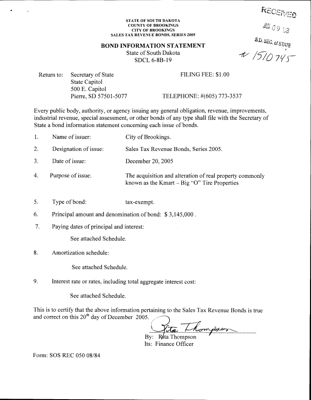 RECEIVED
S.D. SEC. of STATE
# 1510745
STATE OF SOUTH DAKOTA
COUNTY OF BROOKINGS
CITY OF BROOKINGS
SALES TAX REVENUE BONDS, SERIES 2005
BOND INFORMATION STATEMENT
State of South Dakota
SDCL 6-8B-19
Return to: Secretary of State FILING FEE: $1.00
State Capitol
500 E. Capitol
Pierre, SD 57501-5077 TELEPHONE: #(605) 773-3537
Every public body, authority, or agency issuing any general obligation, revenue, improvements,
industrial revenue, special assessment, or other bonds of any type shall file with the Secretary of
State a bond information statement concerning each issue of bonds.
1. Name of issuer: City of Brookings.
2. Designation of issue: Sales Tax Revenue Bonds, Series 2005.
3. Date of issue: December 20, 2005
4. Purpose of issue: The acquisition and alteration of real property commonly
known as the Kmart – Big "O" Tire Properties
5. Type of bond: tax-exempt.
6. Principal amount and denomination of bond: $ 3,145,000 .
7. Paying dates of principal and interest:
See attached Schedule.
8. Amortization schedule:
See attached Schedule.
9. Interest rate or rates, including total aggregate interest cost:
See attached Schedule.
This is to certify that the above information pertaining to the Sales Tax Revenue Bonds is true
and correct on this 20th day of December 2005.
Rita Thompson
By: Rita Thompson
Its: Finance Officer
Form: SOS REC 050 08/84